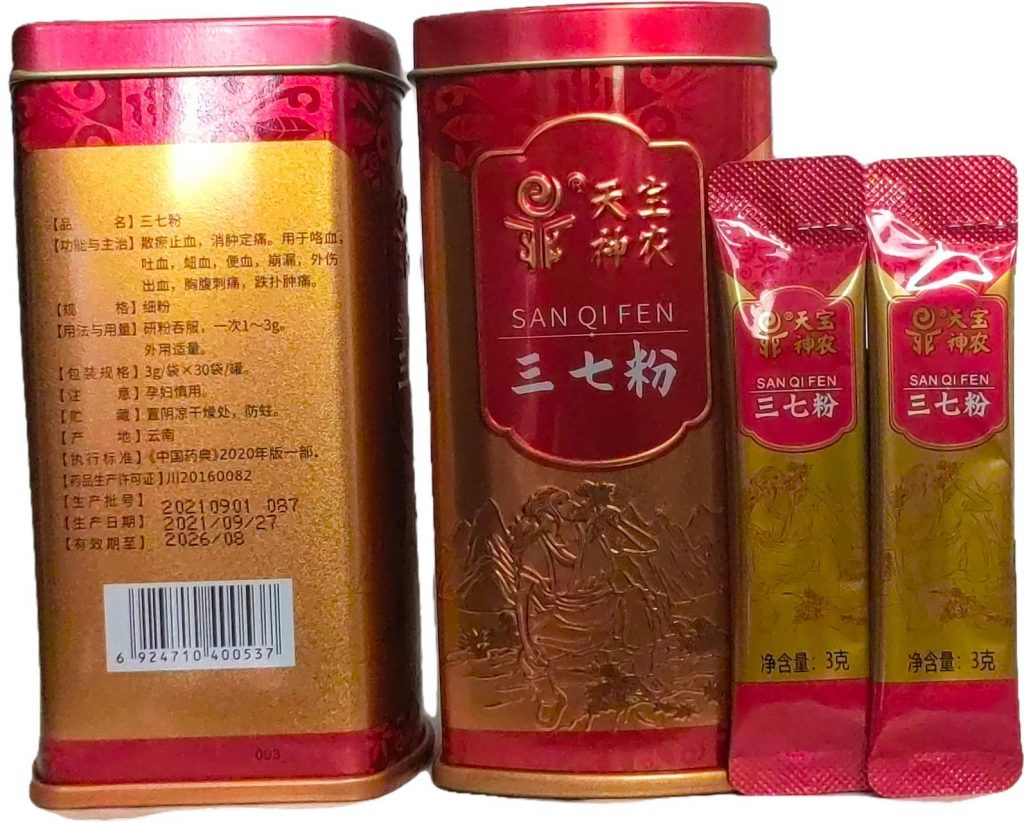 【品 名】三七粉
【功能与主治】散瘀止血，消肿定痛。用于咯血，
吐血，衄血，便血，崩漏，外伤
出血，胸腹刺痛，跌扑肿痛。
【规 格】细粉
【用法与用量】研粉吞服，一次1～3g。
外用适量。
【包装规格】3g/袋×30袋/罐。
【注 意】孕妇慎用。
【贮 藏】置阴凉干燥处，防蛀。
【产 地】云南
【执行标准】《中国药典》2020年版一部。
【药品生产许可证】川20160082
【生产批号】20210901 087
【生产日期】2021/09/27
【有效期至】2026/08
6 924710 400537
003
®天宝
神农
SAN QI FEN
三七粉
®天宝
神农
SAN QI FEN
三七粉
净含量：3克
®天宝
神农
SAN QI FEN
三七粉
净含量：3克